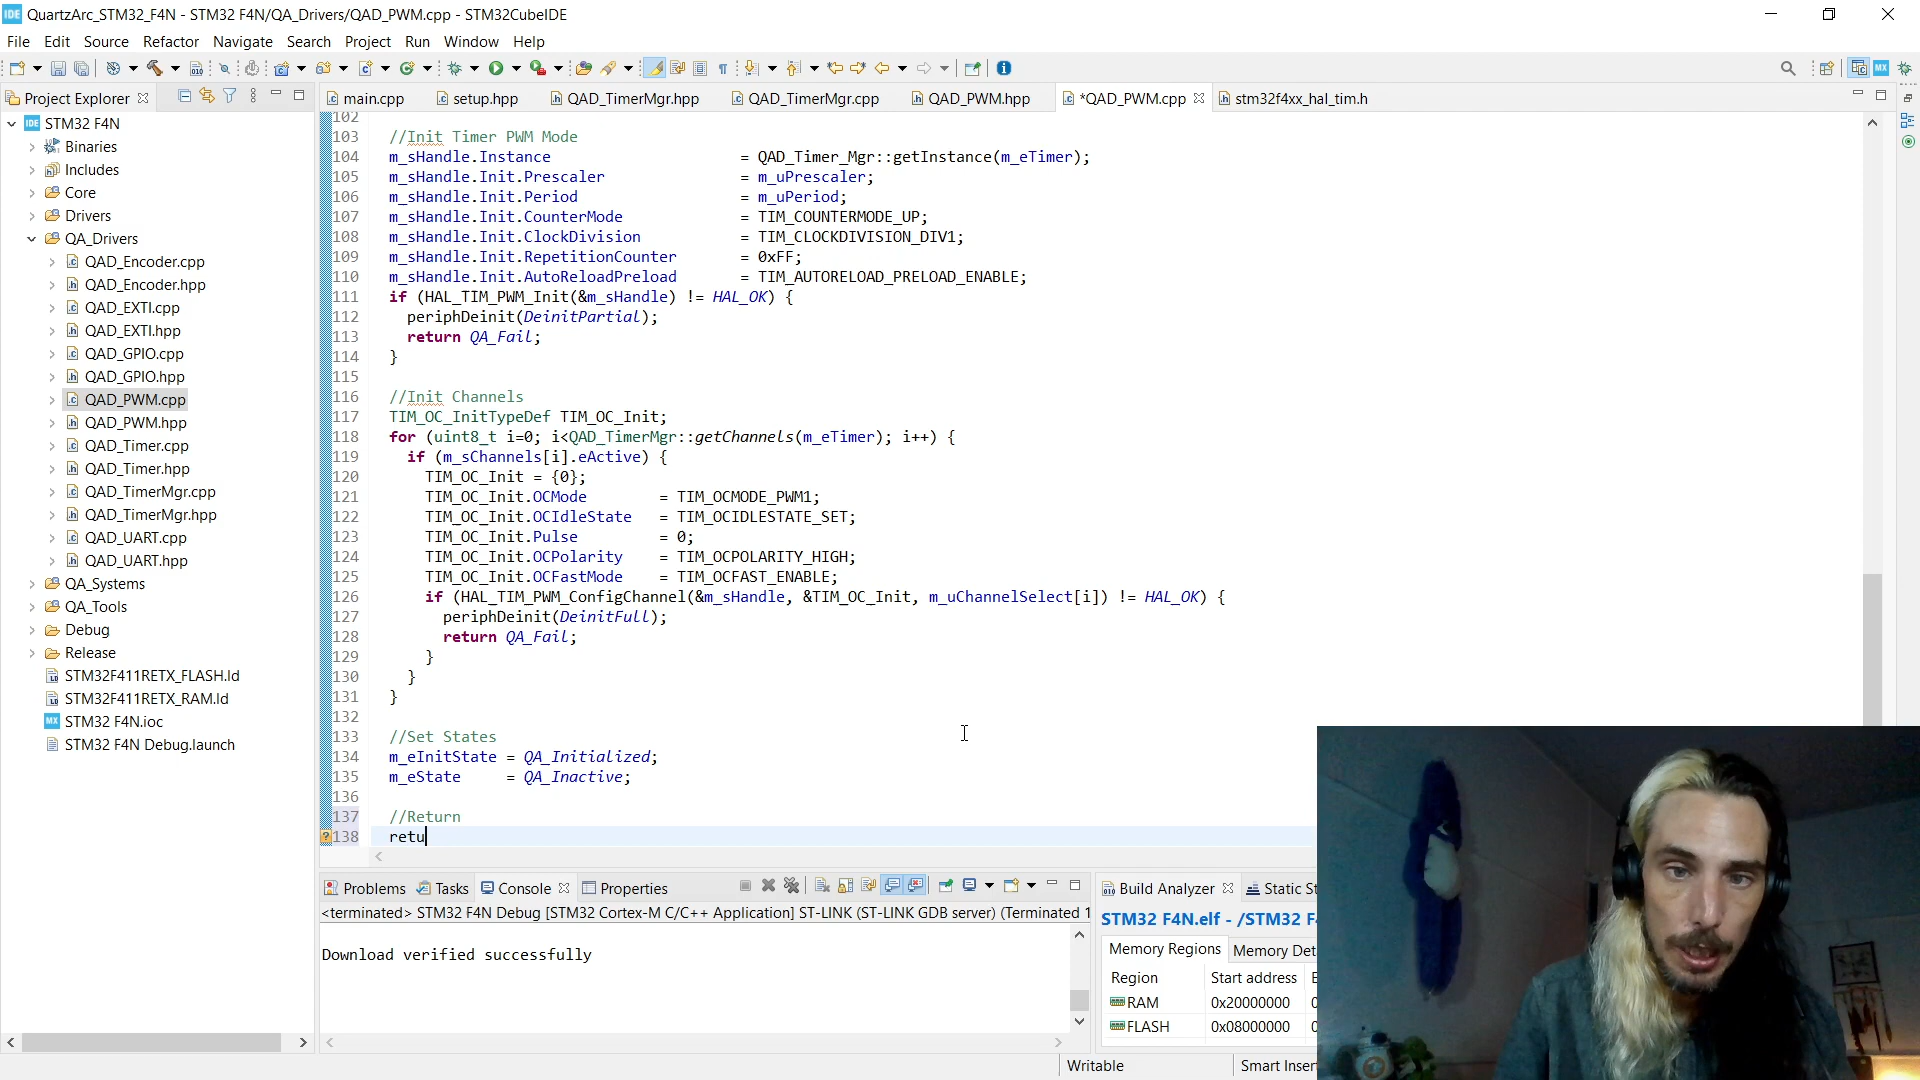 QuartzArc_STM32_F4N - STM32 F4N/QA_Drivers/QAD_PWM.cpp - STM32CubeIDE
File Edit Source Refactor Navigate Search Project Run Window Help
Project Explorer
main.cpp setup.hpp QAD_TimerMgr.hpp QAD_TimerMgr.cpp QAD_PWM.hpp *QAD_PWM.cpp stm32f4xx_hal_tim.h
STM32 F4N
Binaries
Includes
Core
Drivers
QA_Drivers
QAD_Encoder.cpp
QAD_Encoder.hpp
QAD_EXTI.cpp
QAD_EXTI.hpp
QAD_GPIO.cpp
QAD_GPIO.hpp
QAD_PWM.cpp
QAD_PWM.hpp
QAD_Timer.cpp
QAD_Timer.hpp
QAD_TimerMgr.cpp
QAD_TimerMgr.hpp
QAD_UART.cpp
QAD_UART.hpp
QA_Systems
QA_Tools
Debug
Release
STM32F411RETX_FLASH.ld
STM32F411RETX_RAM.ld
STM32 F4N.ioc
STM32 F4N Debug.launch
102
103 //Init Timer PWM Mode
104 m_sHandle.Instance = QAD_Timer_Mgr::getInstance(m_eTimer);
105 m_sHandle.Init.Prescaler = m_uPrescaler;
106 m_sHandle.Init.Period = m_uPeriod;
107 m_sHandle.Init.CounterMode = TIM_COUNTERMODE_UP;
108 m_sHandle.Init.ClockDivision = TIM_CLOCKDIVISION_DIV1;
109 m_sHandle.Init.RepetitionCounter = 0xFF;
110 m_sHandle.Init.AutoReloadPreload = TIM_AUTORELOAD_PRELOAD_ENABLE;
111 if (HAL_TIM_PWM_Init(&m_sHandle) != HAL_OK) {
112 periphDeinit(DeinitPartial);
113 return QA_Fail;
114 }
115
116 //Init Channels
117 TIM_OC_InitTypeDef TIM_OC_Init;
118 for (uint8_t i=0; i<QAD_TimerMgr::getChannels(m_eTimer); i++) {
119 if (m_sChannels[i].eActive) {
120 TIM_OC_Init = {0};
121 TIM_OC_Init.OCMode = TIM_OCMODE_PWM1;
122 TIM_OC_Init.OCIdleState = TIM_OCIDLESTATE_SET;
123 TIM_OC_Init.Pulse = 0;
124 TIM_OC_Init.OCPolarity = TIM_OCPOLARITY_HIGH;
125 TIM_OC_Init.OCFastMode = TIM_OCFAST_ENABLE;
126 if (HAL_TIM_PWM_ConfigChannel(&m_sHandle, &TIM_OC_Init, m_uChannelSelect[i]) != HAL_OK) {
127 periphDeinit(DeinitFull);
128 return QA_Fail;
129 }
130 }
131 }
132
133 //Set States
134 m_eInitState = QA_Initialized;
135 m_eState = QA_Inactive;
136
137 //Return
138 retu
Problems Tasks Console Properties
<terminated> STM32 F4N Debug [STM32 Cortex-M C/C++ Application] ST-LINK (ST-LINK GDB server) (Terminated 1
Download verified successfully
Build Analyzer Static St
STM32 F4N.elf - /STM32 F
Memory Regions Memory Det
Region Start address E
RAM 0x20000000 0
FLASH 0x08000000 0
Writable Smart Inser